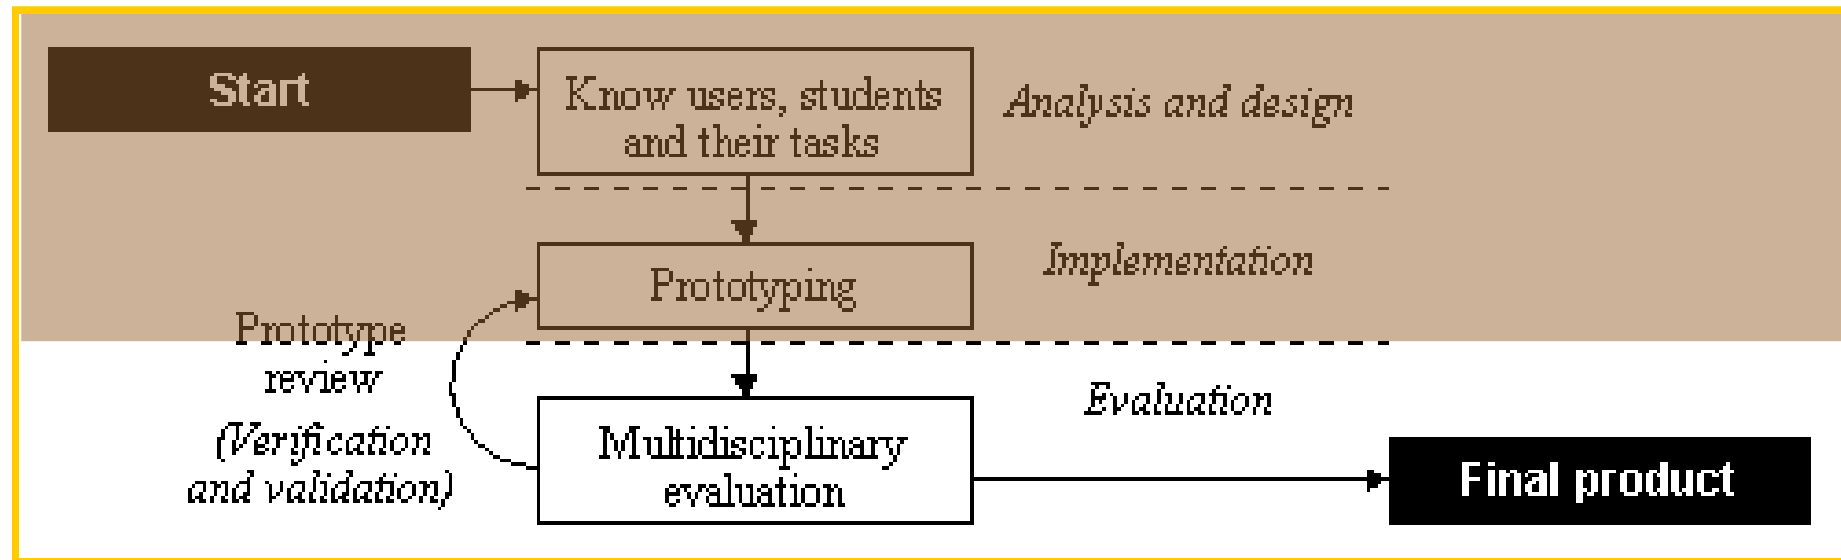 Start
Know users, students
and their tasks
Analysis and design
Prototyping
Implementation
Prototype
review
(Verification
and validation)
Multidisciplinary
evaluation
Evaluation
Final product